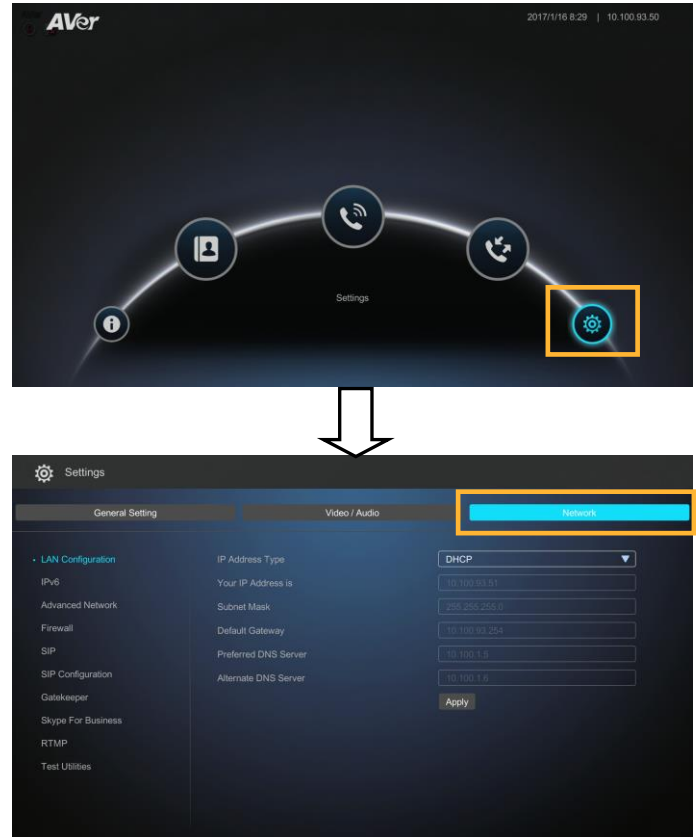 AVer
2017/1/16 8:29 | 10.100.93.50
Settings
Settings
General Setting Video / Audio Network
• LAN Configuration IP Address Type DHCP
IPv6 Your IP Address is 10.100.93.51
Advanced Network Subnet Mask 255.255.255.0
Firewall Default Gateway 10.100.93.254
SIP Preferred DNS Server 10.100.1.5
SIP Configuration Alternate DNS Server 10.100.1.6
Gatekeeper Apply
Skype For Business
RTMP
Test Utilities